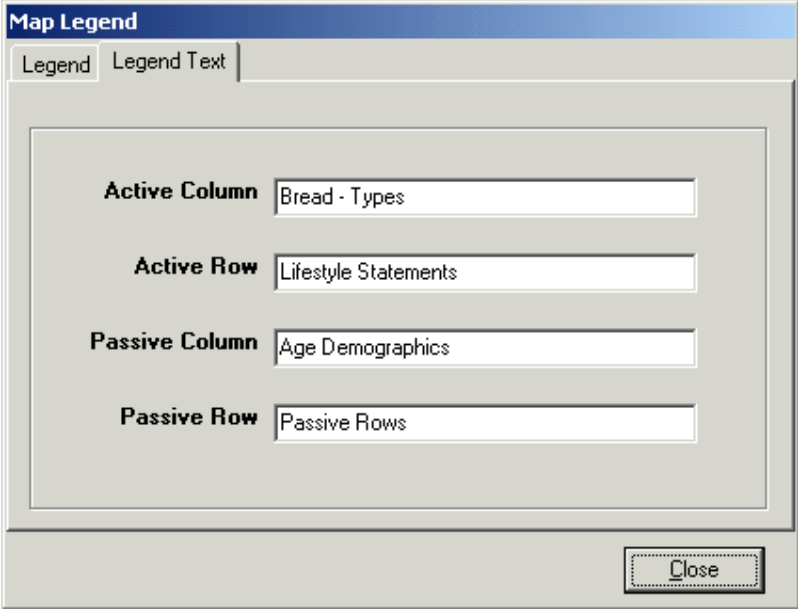 Map Legend
Legend Legend Text
Active Column Bread - Types
Active Row Lifestyle Statements
Passive Column Age Demographics
Passive Row Passive Rows
Close